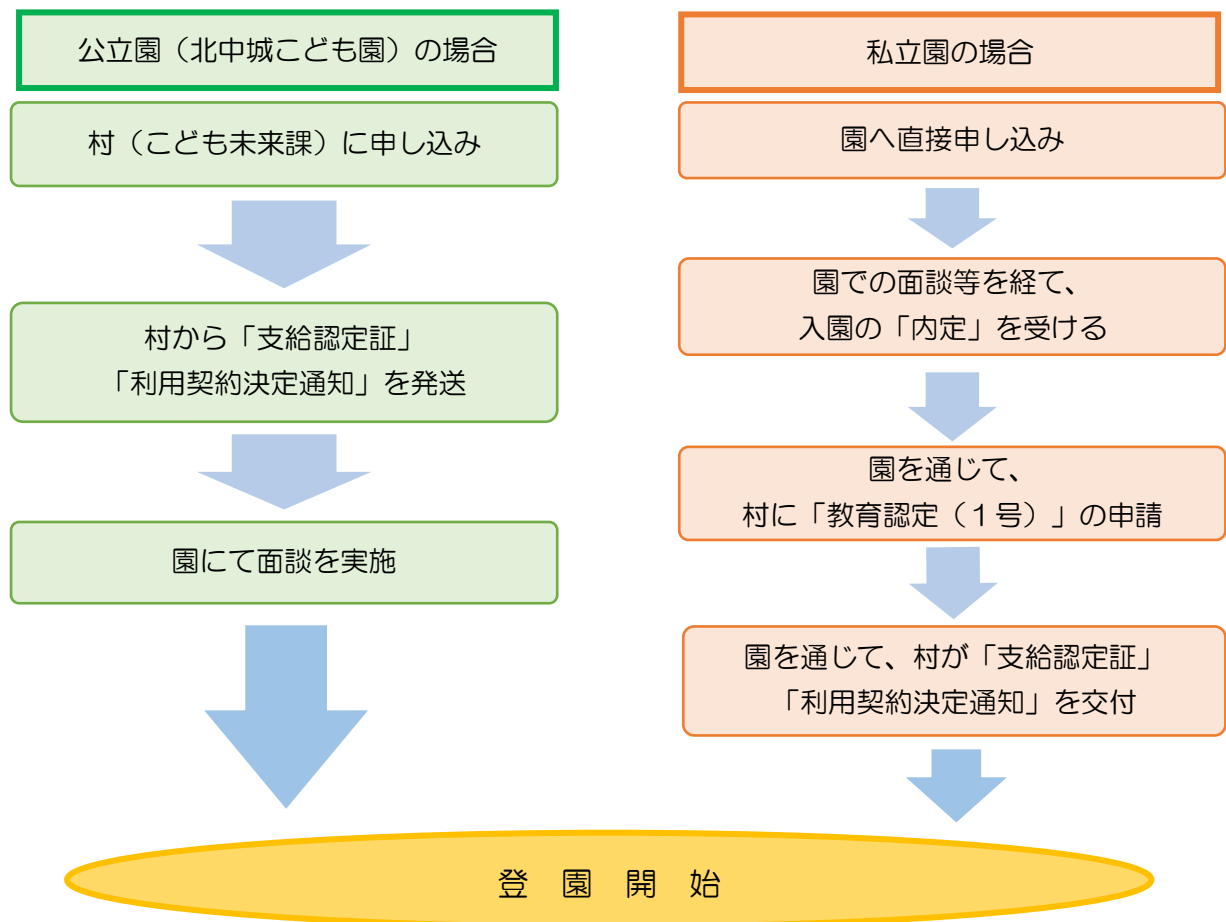 公立園（北中城こども園）の場合
村（こども未来課）に申し込み
村から「支給認定証」
「利用契約決定通知」を発送
園にて面談を実施
私立園の場合
園へ直接申し込み
園での面談等を経て、
入園の「内定」を受ける
園を通じて、
村に「教育認定（１号）」の申請
園を通じて、村が「支給認定証」
「利用契約決定通知」を交付
登　園　開　始